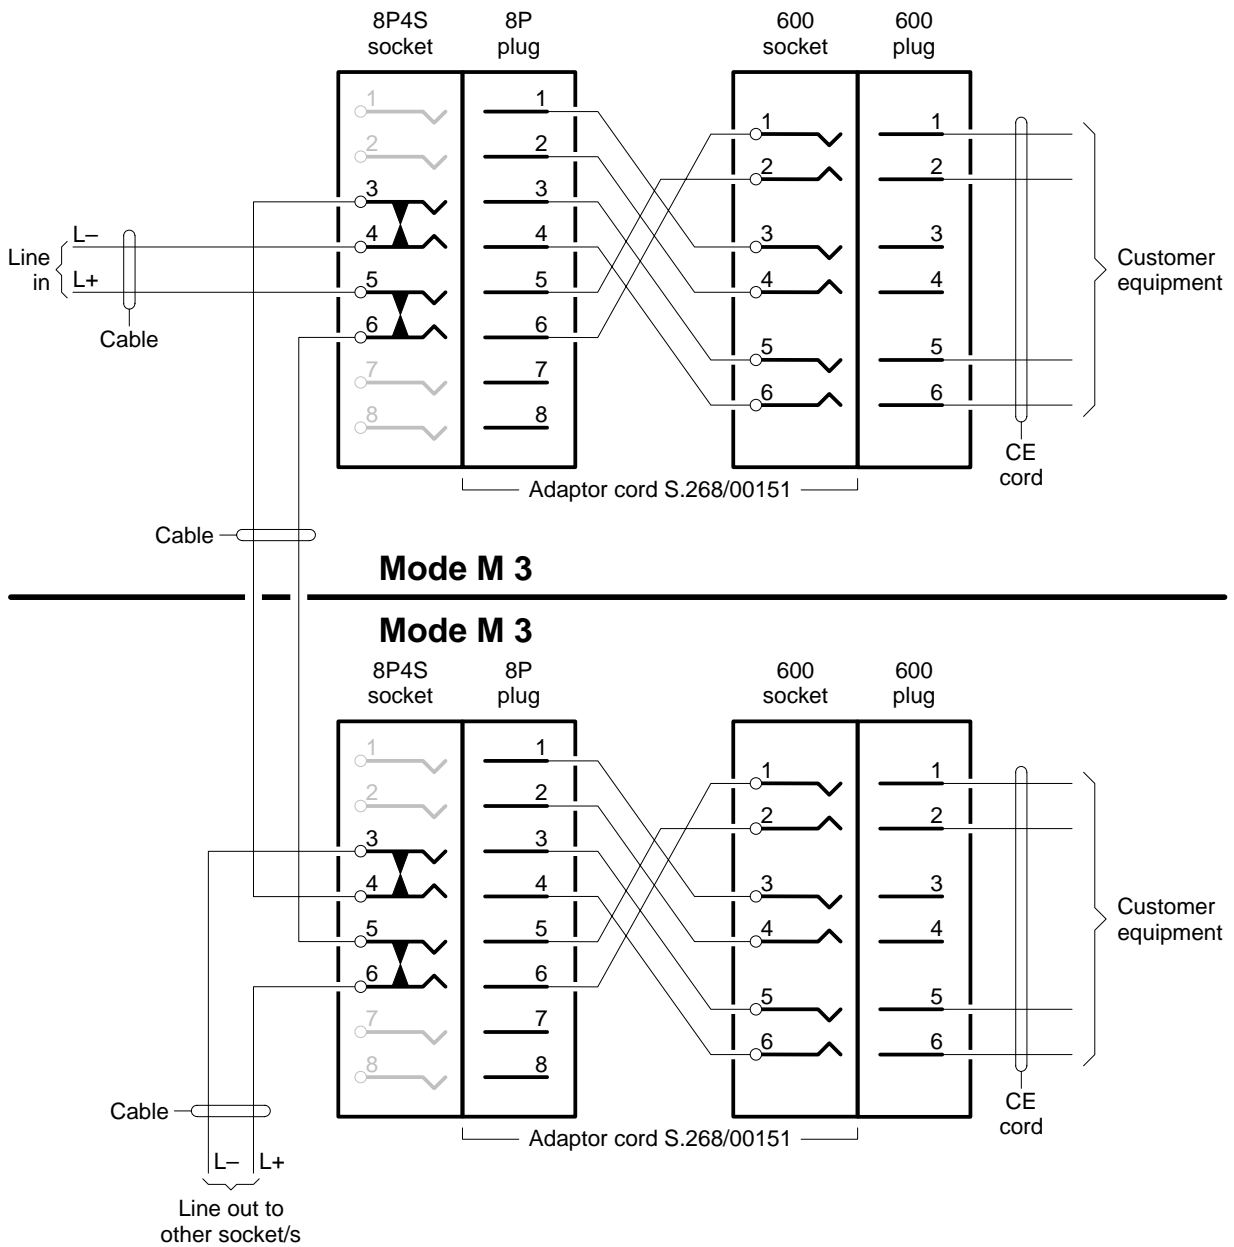 8P4S
socket
8P
plug
600
socket
600
plug
1
2
3
4
5
6
7
8
1
2
3
4
5
6
7
8
1
2
3
4
5
6
1
2
3
4
5
6
Line
in
L–
L+
Cable
Customer
equipment
CE
cord
Adaptor cord S.268/00151
Cable
Mode M 3
Mode M 3
8P4S
socket
8P
plug
600
socket
600
plug
1
2
3
4
5
6
7
8
1
2
3
4
5
6
7
8
1
2
3
4
5
6
1
2
3
4
5
6
Customer
equipment
CE
cord
Adaptor cord S.268/00151
Cable
L– L+
Line out to
other socket/s